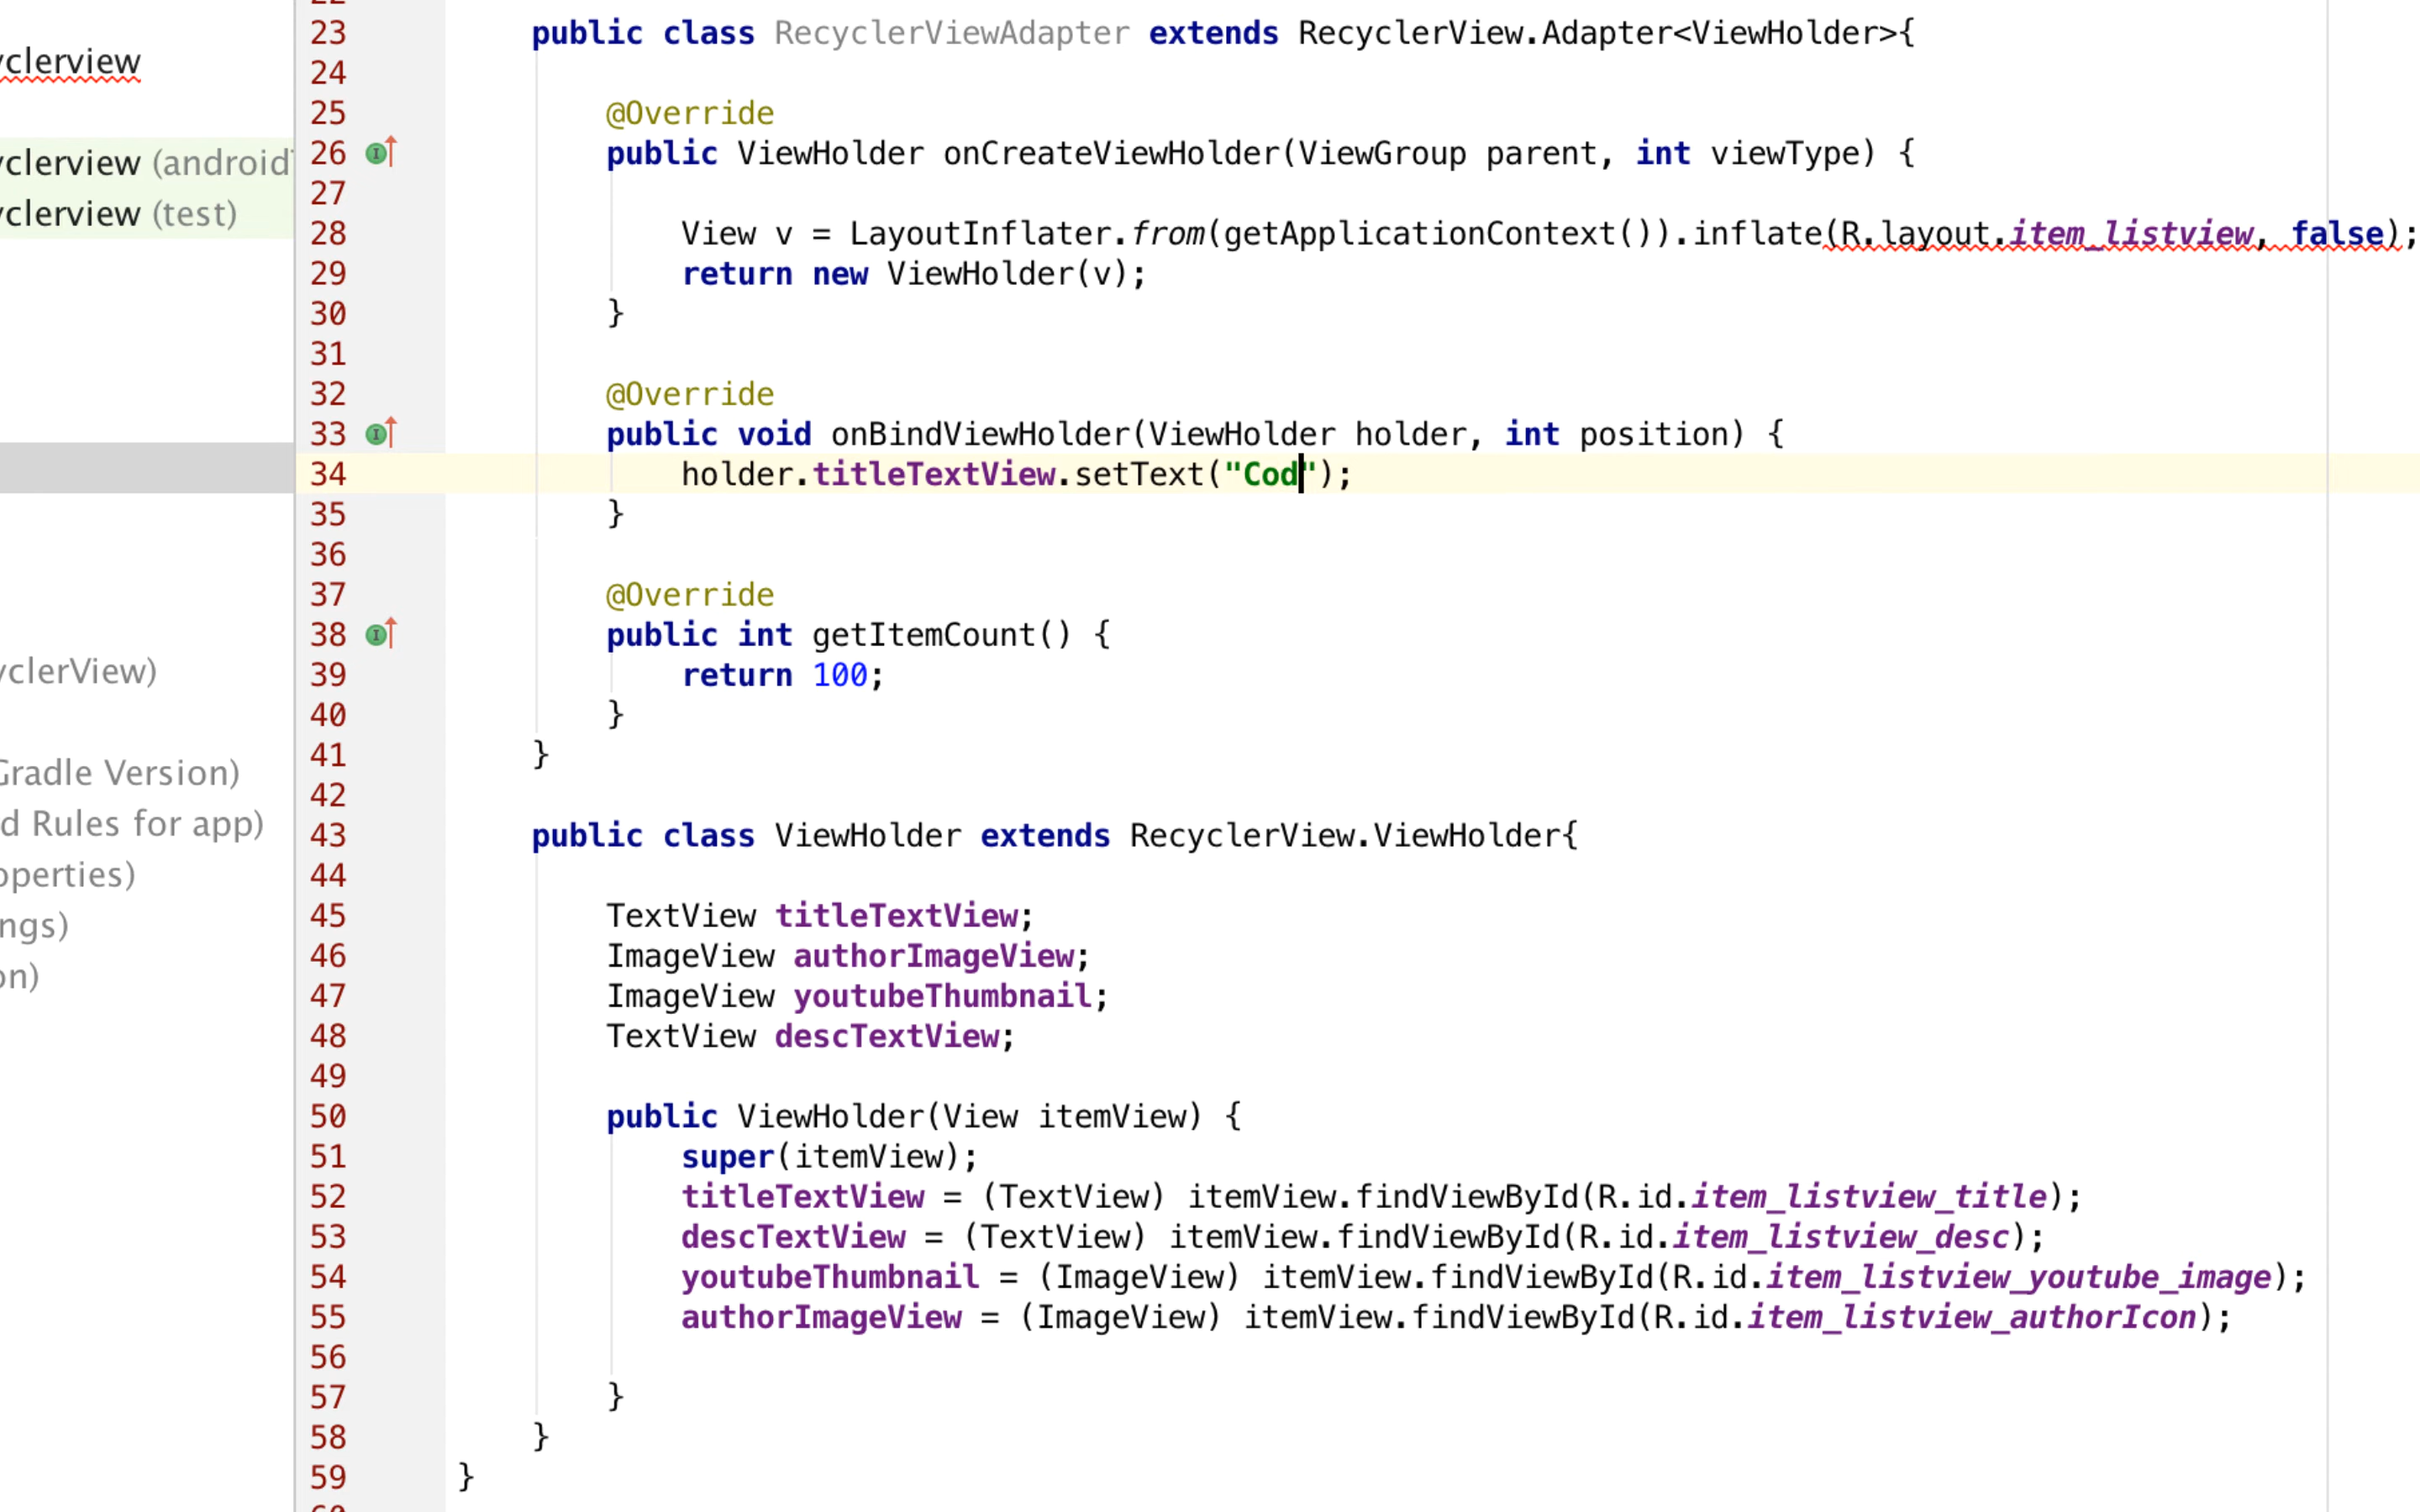 clerview
clerview (android
clerview (test)
yclerView)
Gradle Version)
d Rules for app)
operties)
ngs)
on)
23 public class RecyclerViewAdapter extends RecyclerView.Adapter<ViewHolder>{
24
25 @Override
26 public ViewHolder onCreateViewHolder(ViewGroup parent, int viewType) {
27
28 View v = LayoutInflater.from(getApplicationContext()).inflate(R.layout.item_listview, false);
29 return new ViewHolder(v);
30 }
31
32 @Override
33 public void onBindViewHolder(ViewHolder holder, int position) {
34 holder.titleTextView.setText("Cod");
35 }
36
37 @Override
38 public int getItemCount() {
39 return 100;
40 }
41 }
42
43 public class ViewHolder extends RecyclerView.ViewHolder{
44
45 TextView titleTextView;
46 ImageView authorImageView;
47 ImageView youtubeThumbnail;
48 TextView descTextView;
49
50 public ViewHolder(View itemView) {
51 super(itemView);
52 titleTextView = (TextView) itemView.findViewById(R.id.item_listview_title);
53 descTextView = (TextView) itemView.findViewById(R.id.item_listview_desc);
54 youtubeThumbnail = (ImageView) itemView.findViewById(R.id.item_listview_youtube_image);
55 authorImageView = (ImageView) itemView.findViewById(R.id.item_listview_authorIcon);
56
57 }
58 }
59 }